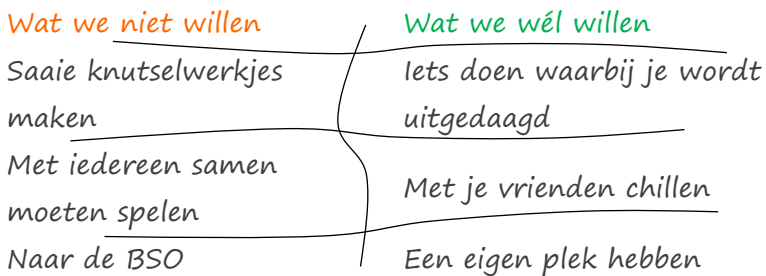 Wat we niet willen
Wat we wél willen
Saaie knutselwerkjes
maken
Iets doen waarbij je wordt
uitgedaagd
Met iedereen samen
moeten spelen
Met je vrienden chillen
Naar de BSO
Een eigen plek hebben